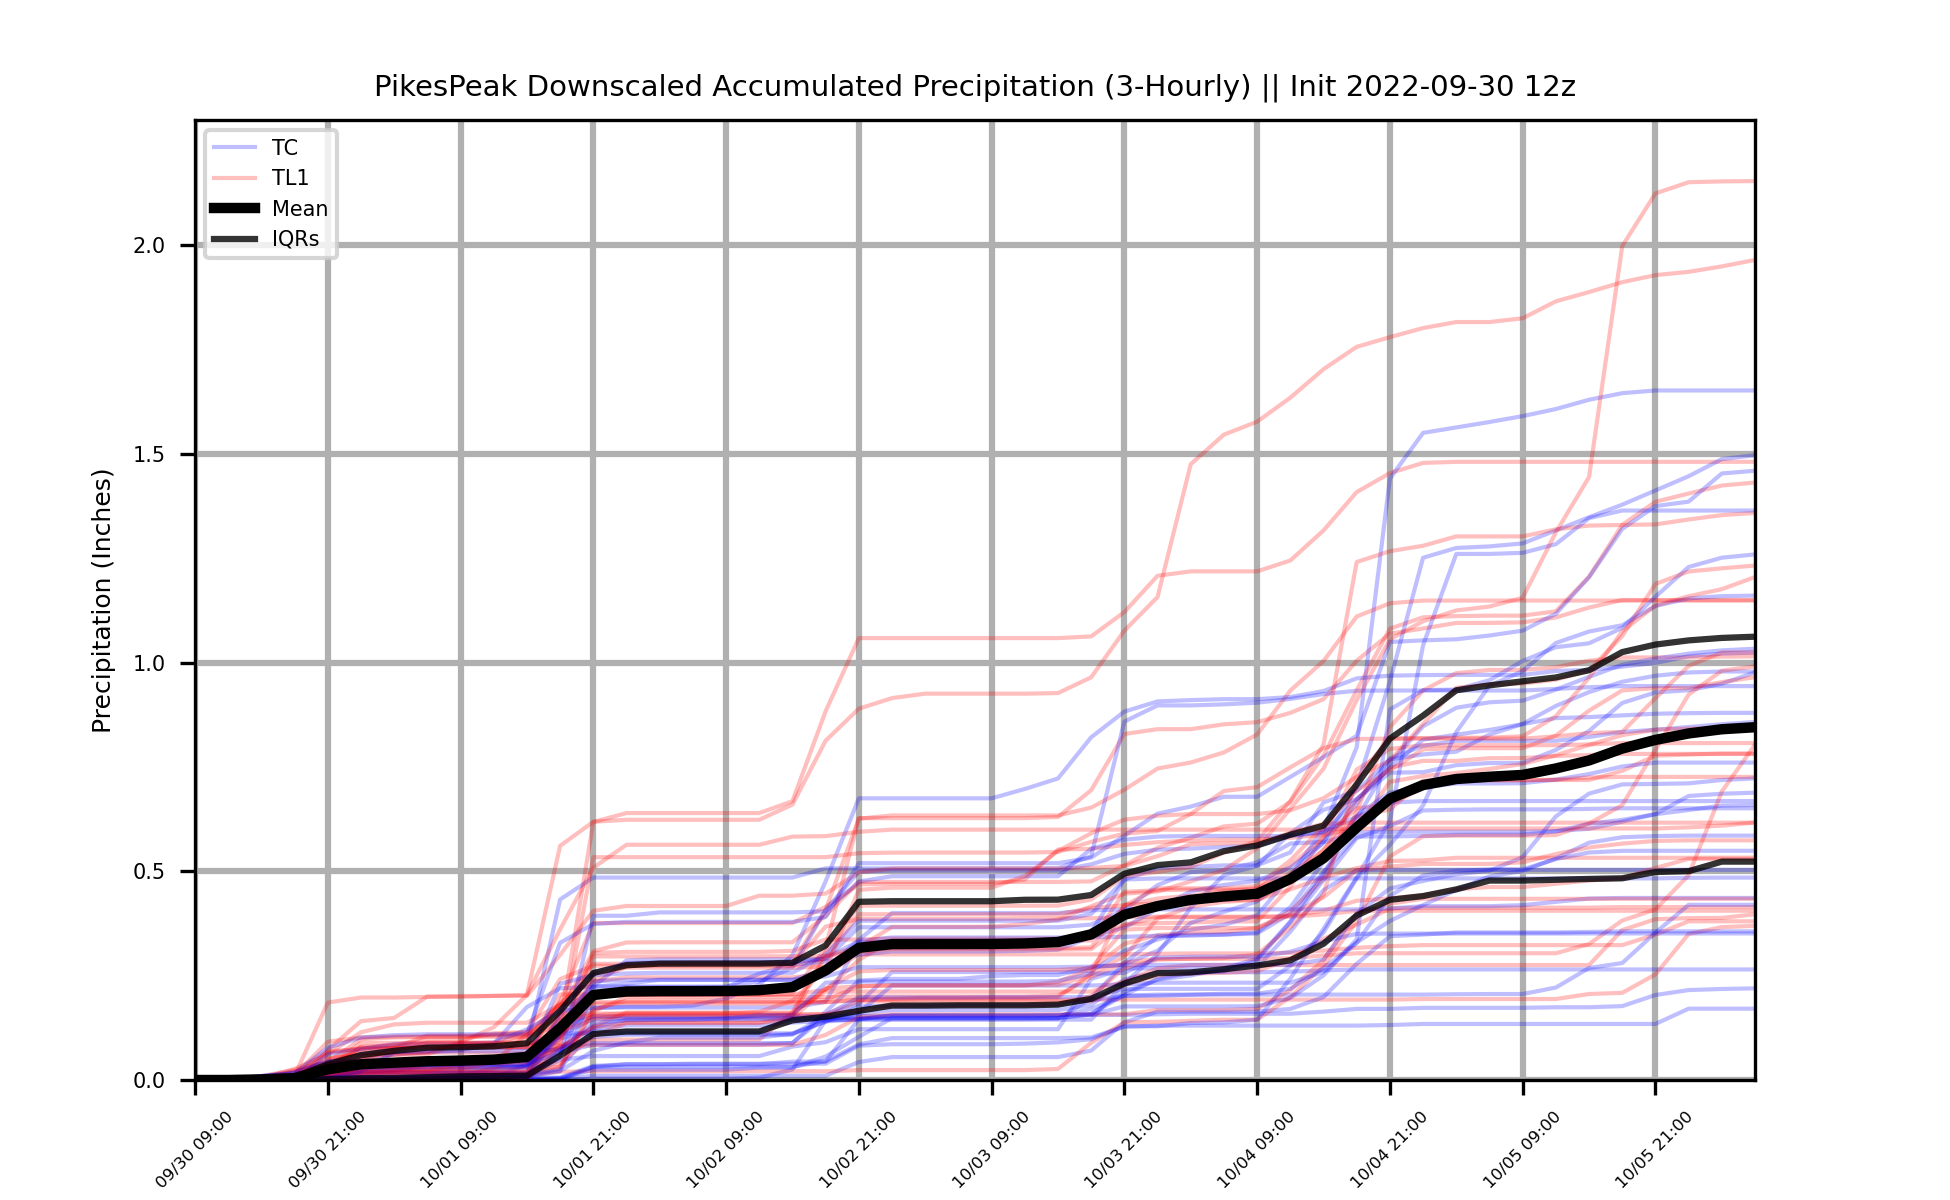 PikesPeak Downscaled Accumulated Precipitation (3-Hourly) || Init 2022-09-30 12z
TC
TL1
Mean
IQRs
Precipitation (Inches)
2.0
1.5
1.0
0.5
0.0
09/30 09:00
09/30 21:00
10/01 09:00
10/01 21:00
10/02 09:00
10/02 21:00
10/03 09:00
10/03 21:00
10/04 09:00
10/04 21:00
10/05 09:00
10/05 21:00